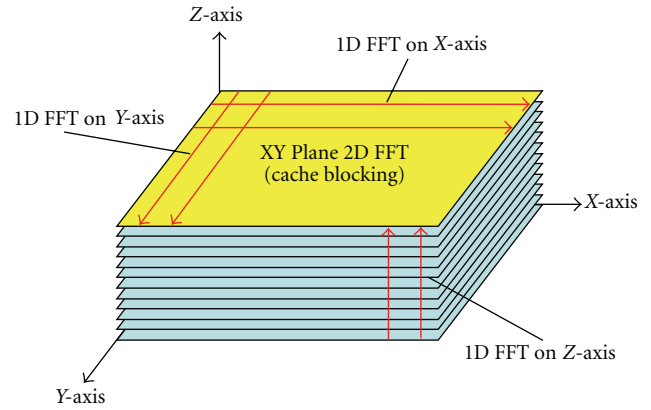 Z-axis
1D FFT on X-axis
1D FFT on Y-axis
XY Plane 2D FFT
(cache blocking)
X-axis
1D FFT on Z-axis
Y-axis